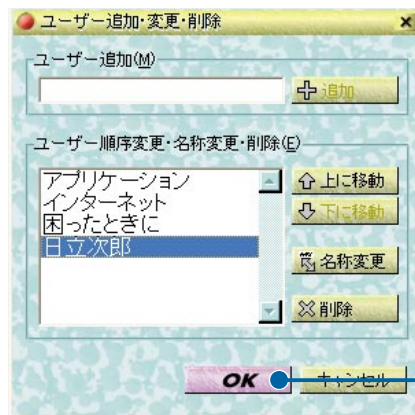 ユーザー追加・変更・削除
ユーザー追加(M)
追加
ユーザー順序変更・名称変更・削除(E)
アプリケーション
インターネット
困ったときに
日立次郎
上に移動
下に移動
名称変更
削除
OK
キャンセル